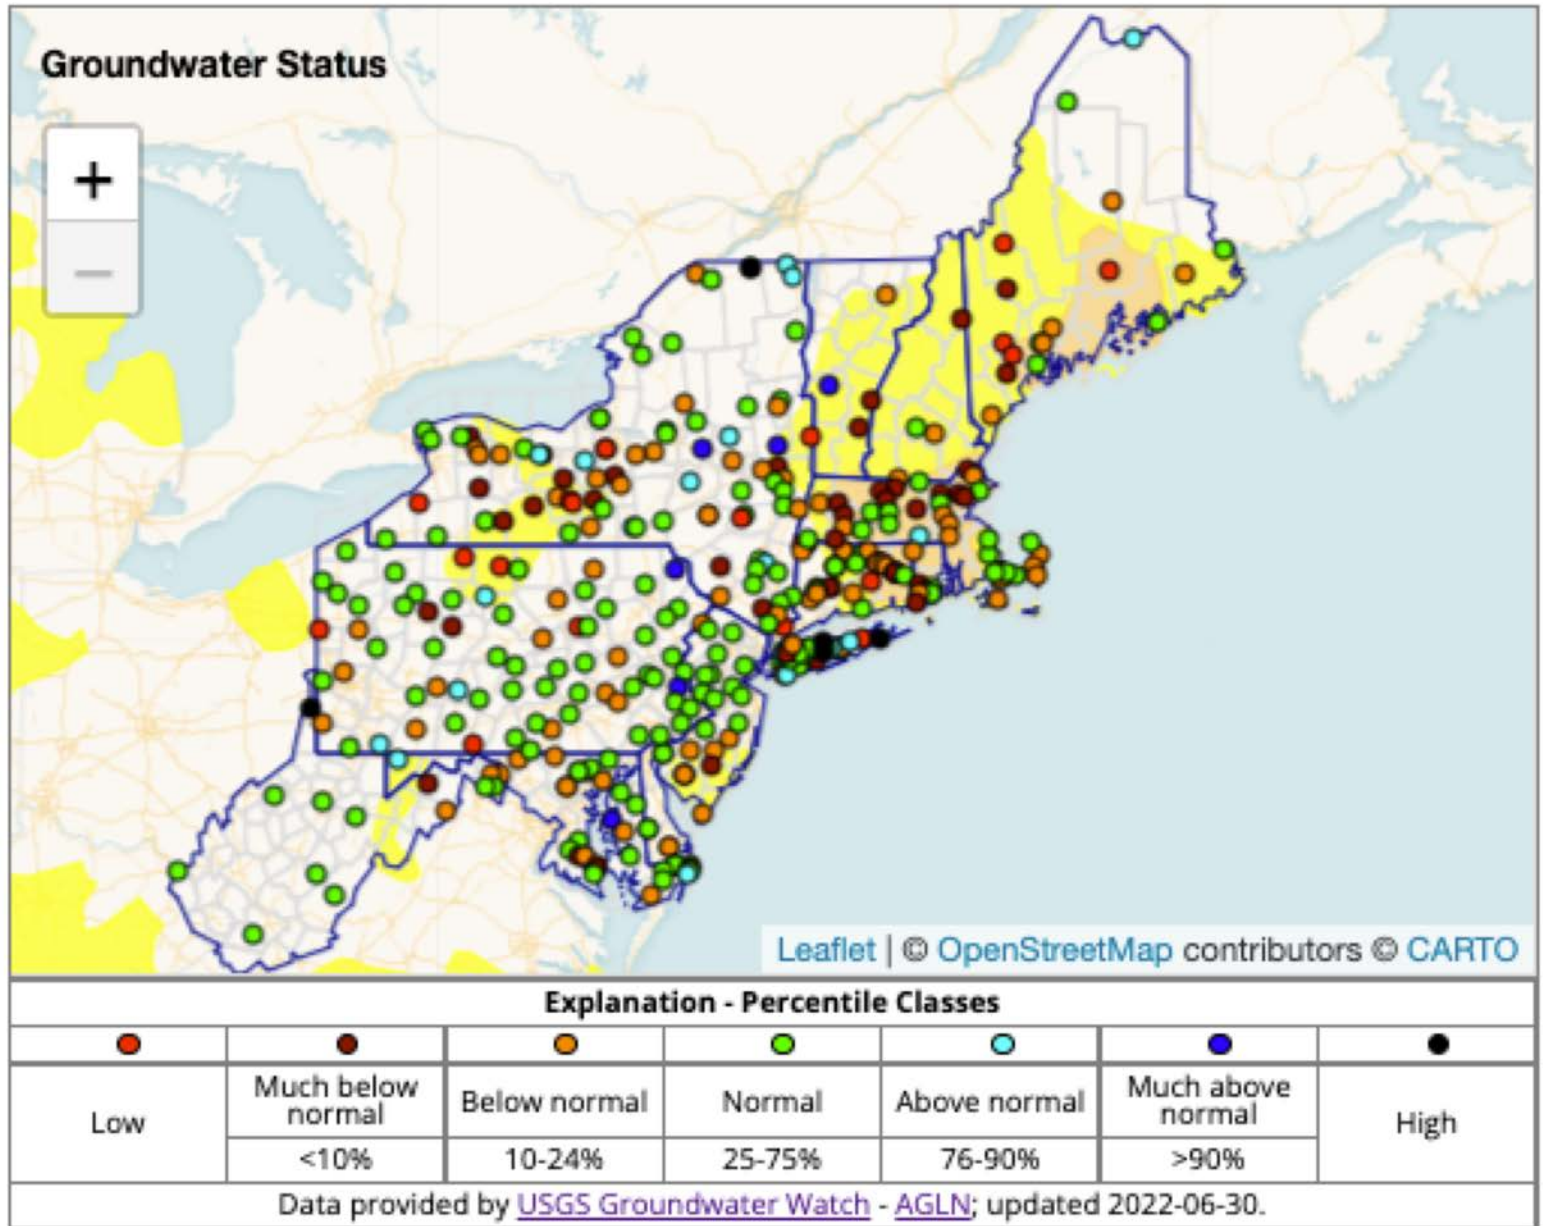 Groundwater Status
+
−
Leaflet | © OpenStreetMap contributors © CARTO
Explanation - Percentile Classes
Low
Much below normal
Below normal
Normal
Above normal
Much above normal
High
<10%
10-24%
25-75%
76-90%
>90%
Data provided by USGS Groundwater Watch - AGLN; updated 2022-06-30.